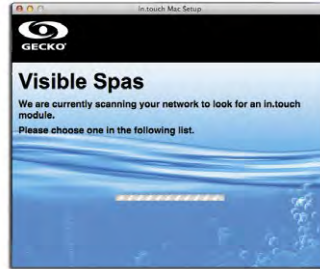 in.touch Mac Setup
GECKO
Visible Spas
We are currently scanning your network to look for an in.touch
module.
Please choose one in the following list.